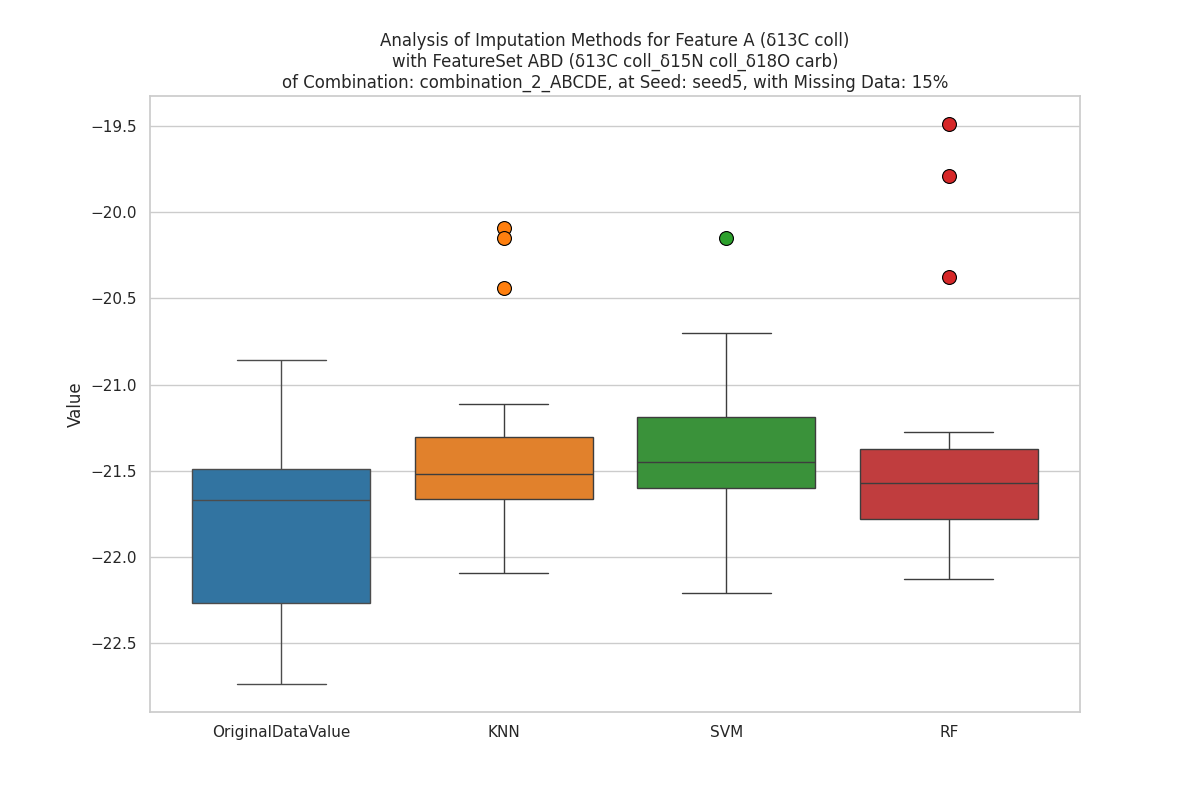 Analysis of Imputation Methods for Feature A (δ13C coll)
with FeatureSet ABD (δ13C coll_δ15N coll_δ18O carb)
of Combination: combination_2_ABCDE, at Seed: seed5, with Missing Data: 15%
−19.5
−20.0
−20.5
−21.0
−21.5
−22.0
−22.5
Value
OriginalDataValue
KNN
SVM
RF